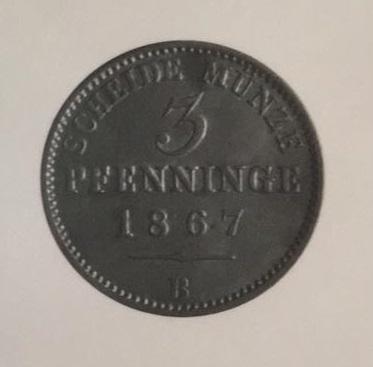 SCHEIDE MÜNZE
3
PFENNINGE
1867
B